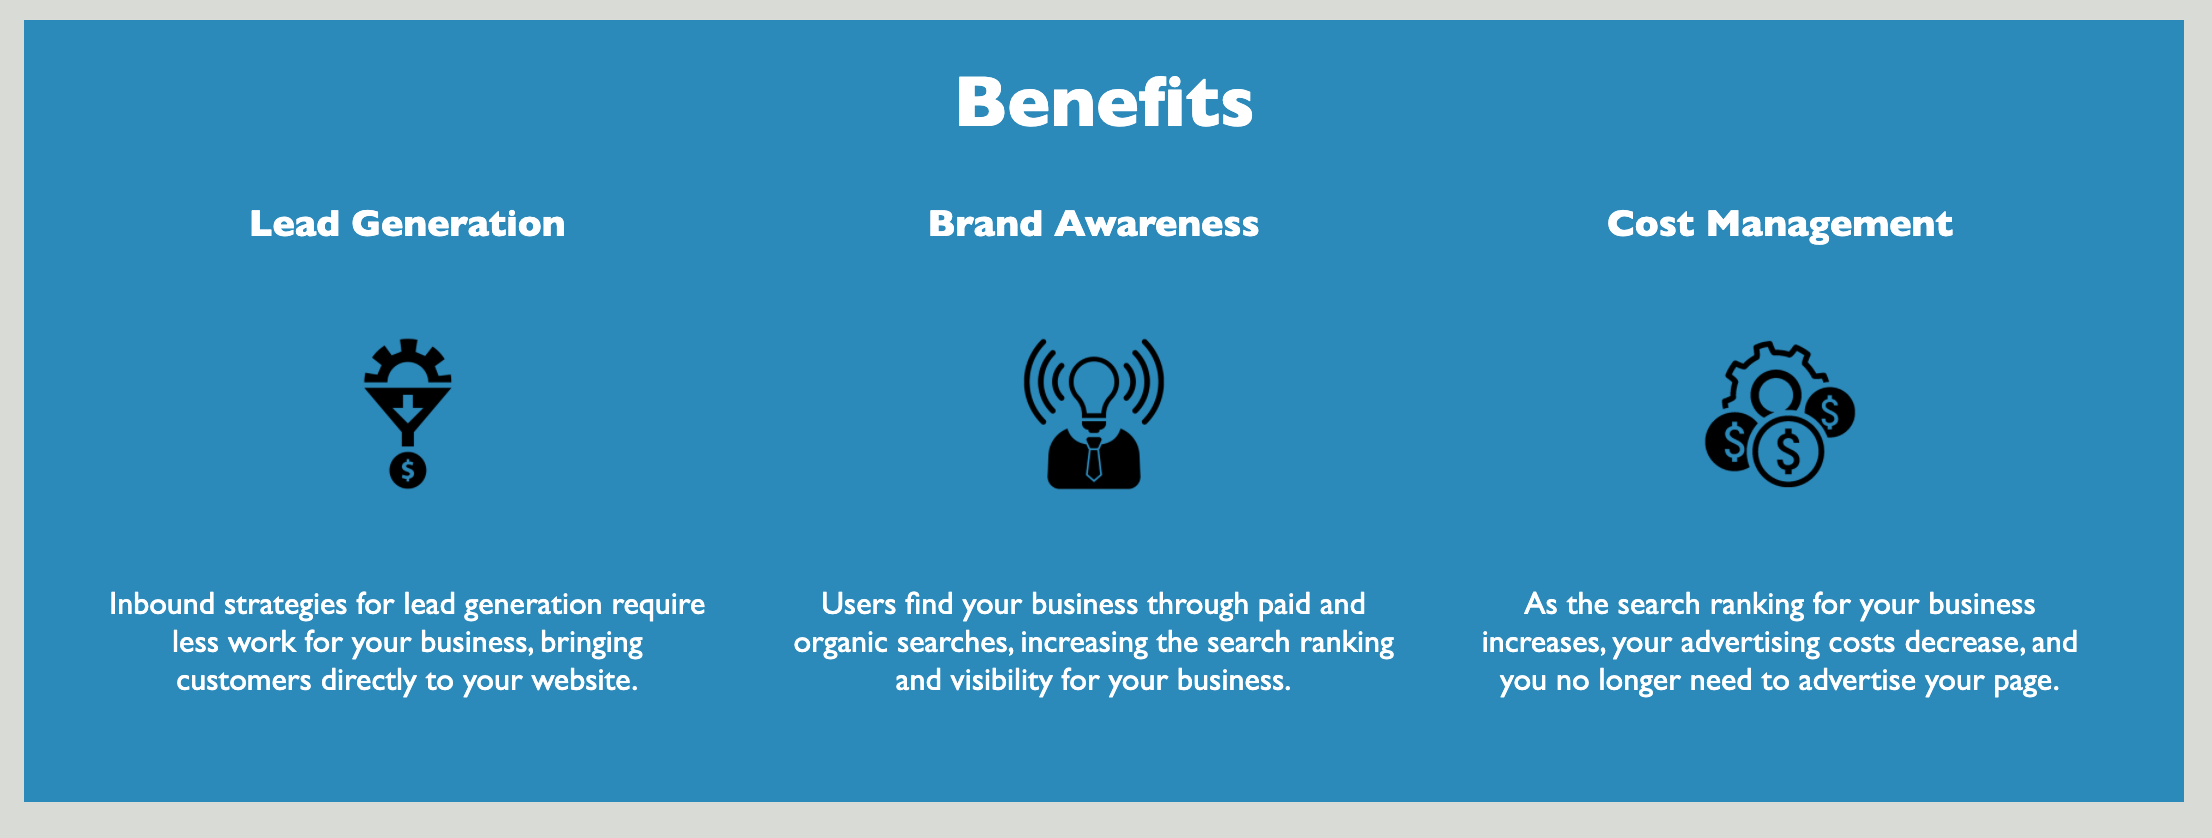 Benefits
Lead Generation
Brand Awareness
Cost Management
$
$
$
$
Inbound strategies for lead generation require
less work for your business, bringing
customers directly to your website.
Users find your business through paid and
organic searches, increasing the search ranking
and visibility for your business.
As the search ranking for your business
increases, your advertising costs decrease, and
you no longer need to advertise your page.